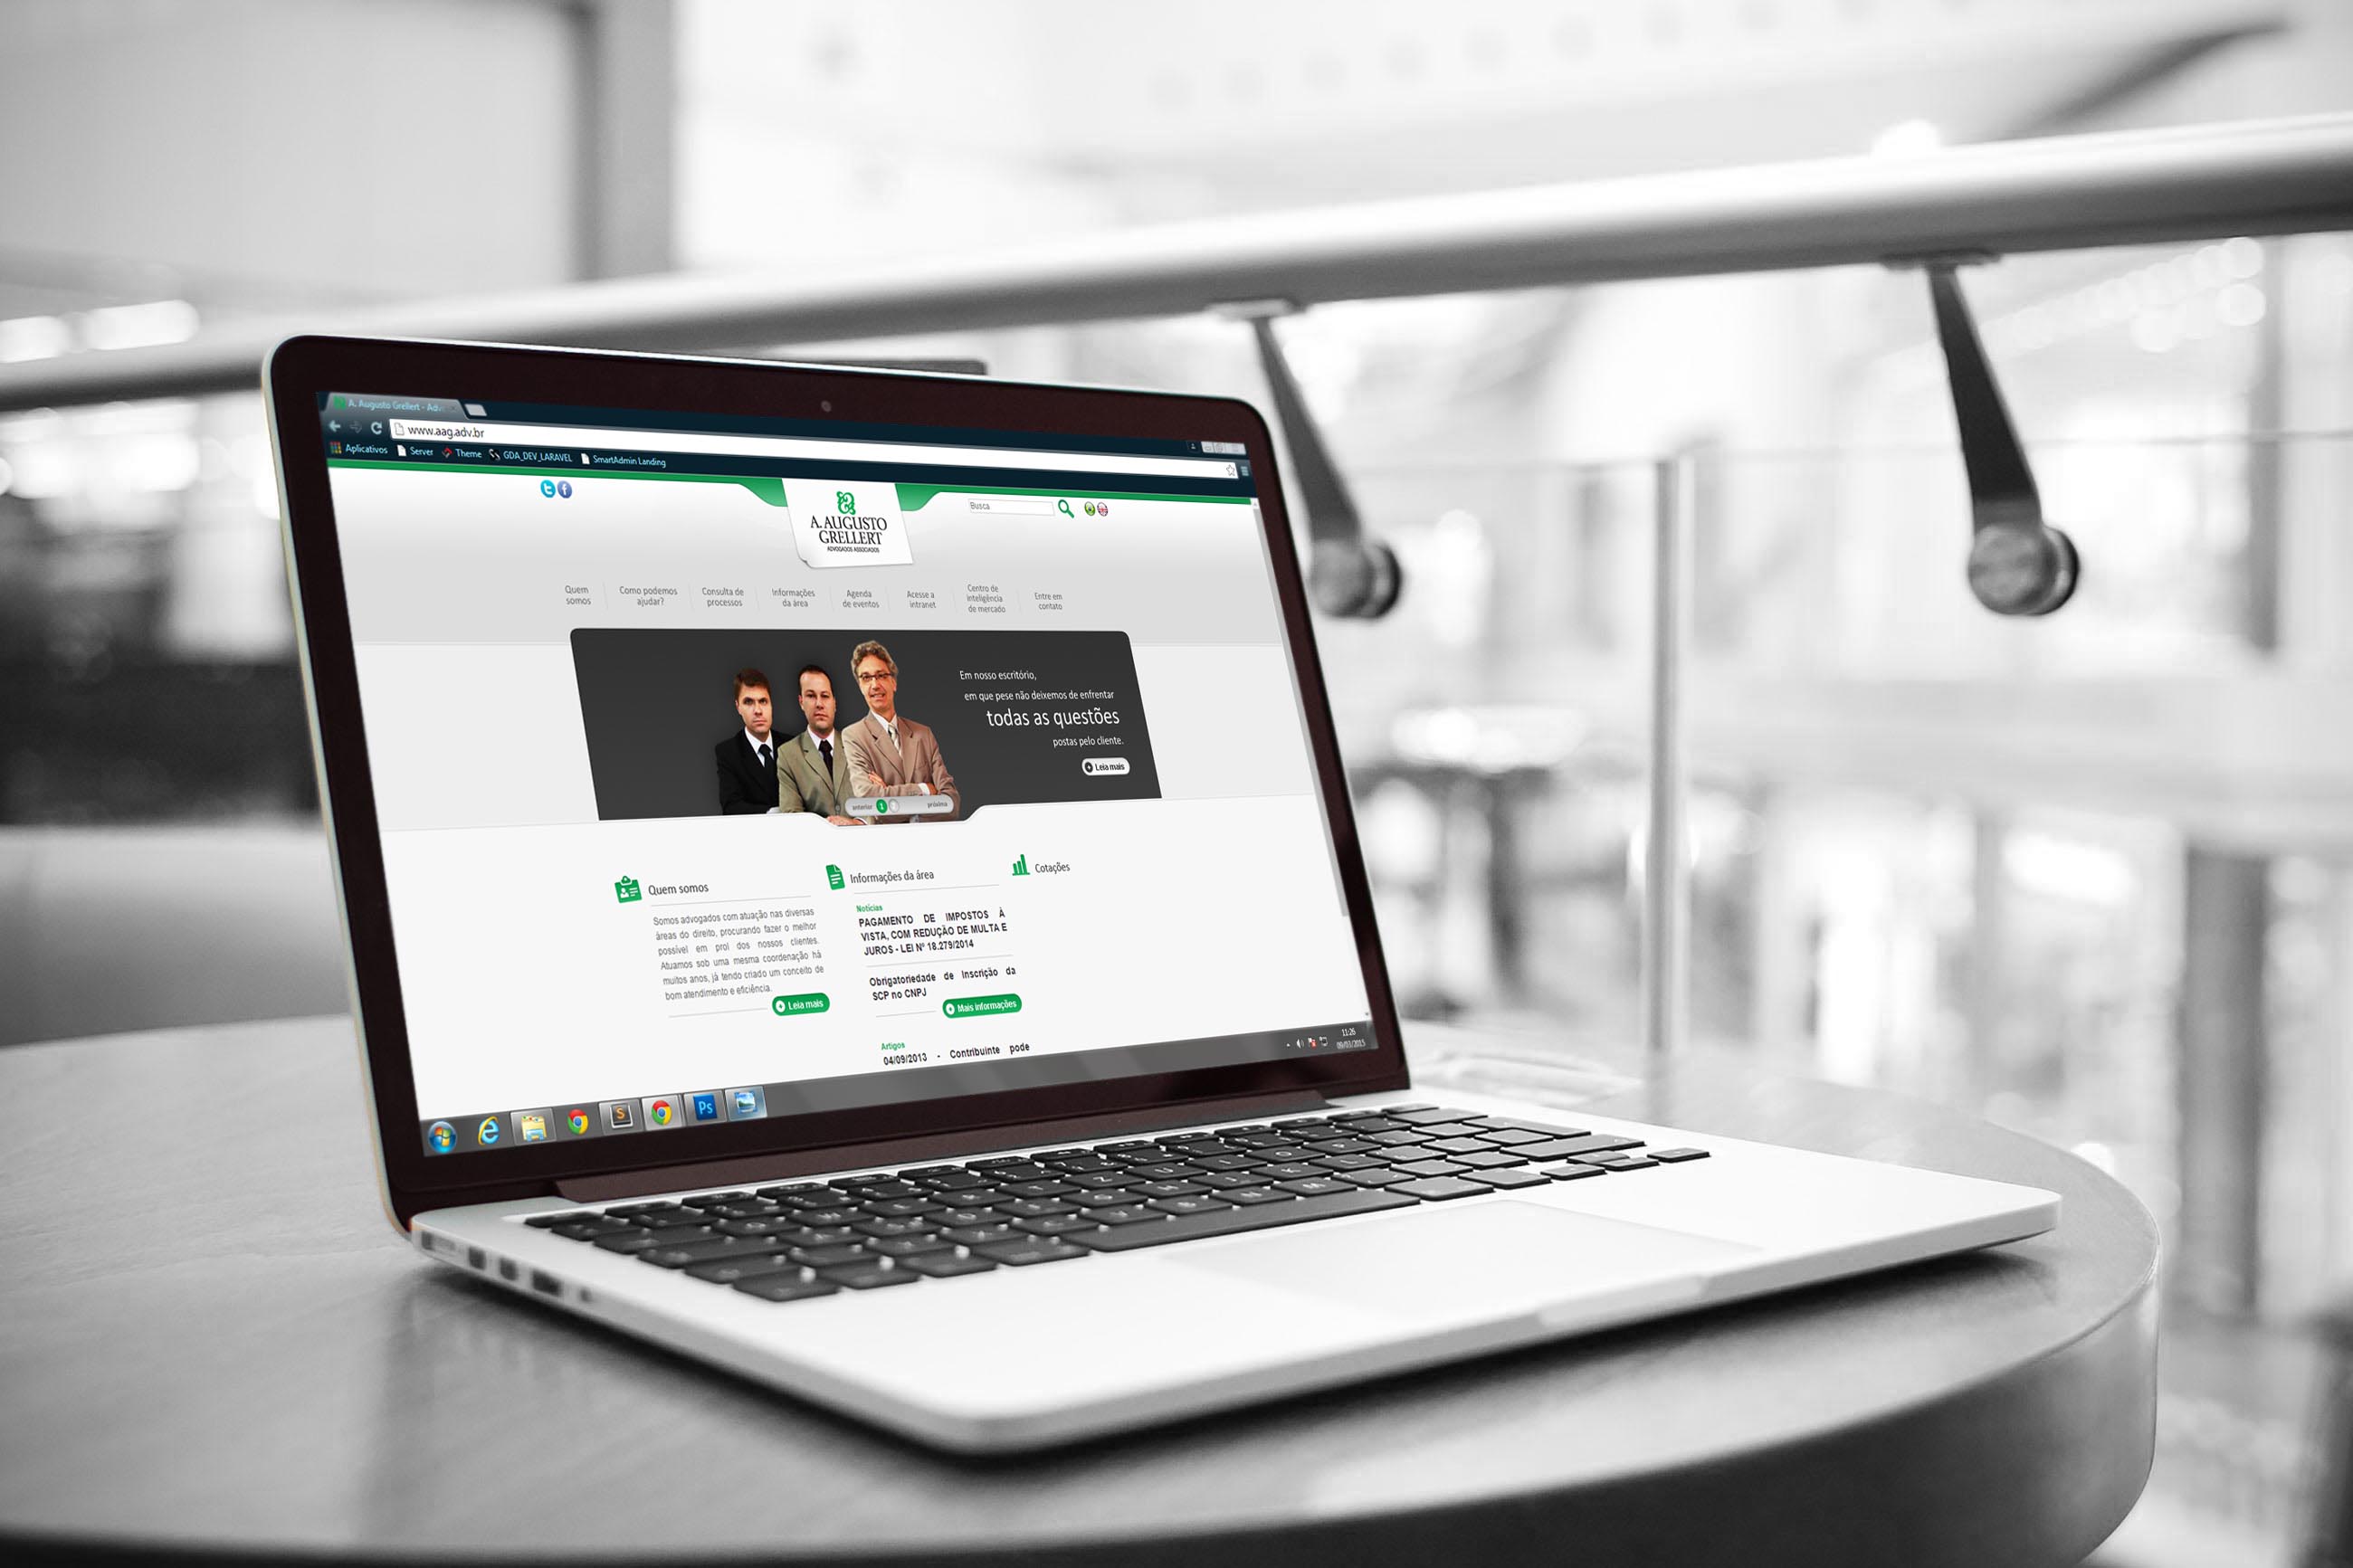 A. Augusto Grellert - Adv
www.aag.adv.br
Aplicativos Server Theme GDA_DEV_LARAVEL SmartAdmin Landing
Busca
A. AUGUSTO
GRELLERT
ADVOGADOS ASSOCIADOS
Quem
somos
Como podemos
ajudar?
Consulta de
processos
Informações
da área
Agenda
de eventos
Acesse a
intranet
Centro de
inteligência
de mercado
Entre em
contato
Em nosso escritório,
em que pese não deixemos de enfrentar
todas as questões
postas pelo cliente.
Leia mais
anterior 1 próxima
Quem somos
Somos advogados com atuação nas diversas
áreas do direito, procurando fazer o melhor
possível em prol dos nossos clientes.
Atuamos sob uma mesma coordenação há
muitos anos, já tendo criado um conceito de
bom atendimento e eficiência.
Leia mais
Informações da área
Notícias
PAGAMENTO DE IMPOSTOS À
VISTA, COM REDUÇÃO DE MULTA E
JUROS - LEI Nº 18.279/2014
Obrigatoriedade de Inscrição da
SCP no CNPJ
Mais informações
Artigos
04/09/2013 - Contribuinte pode
Cotações
11:26
09/03/2015
Ps